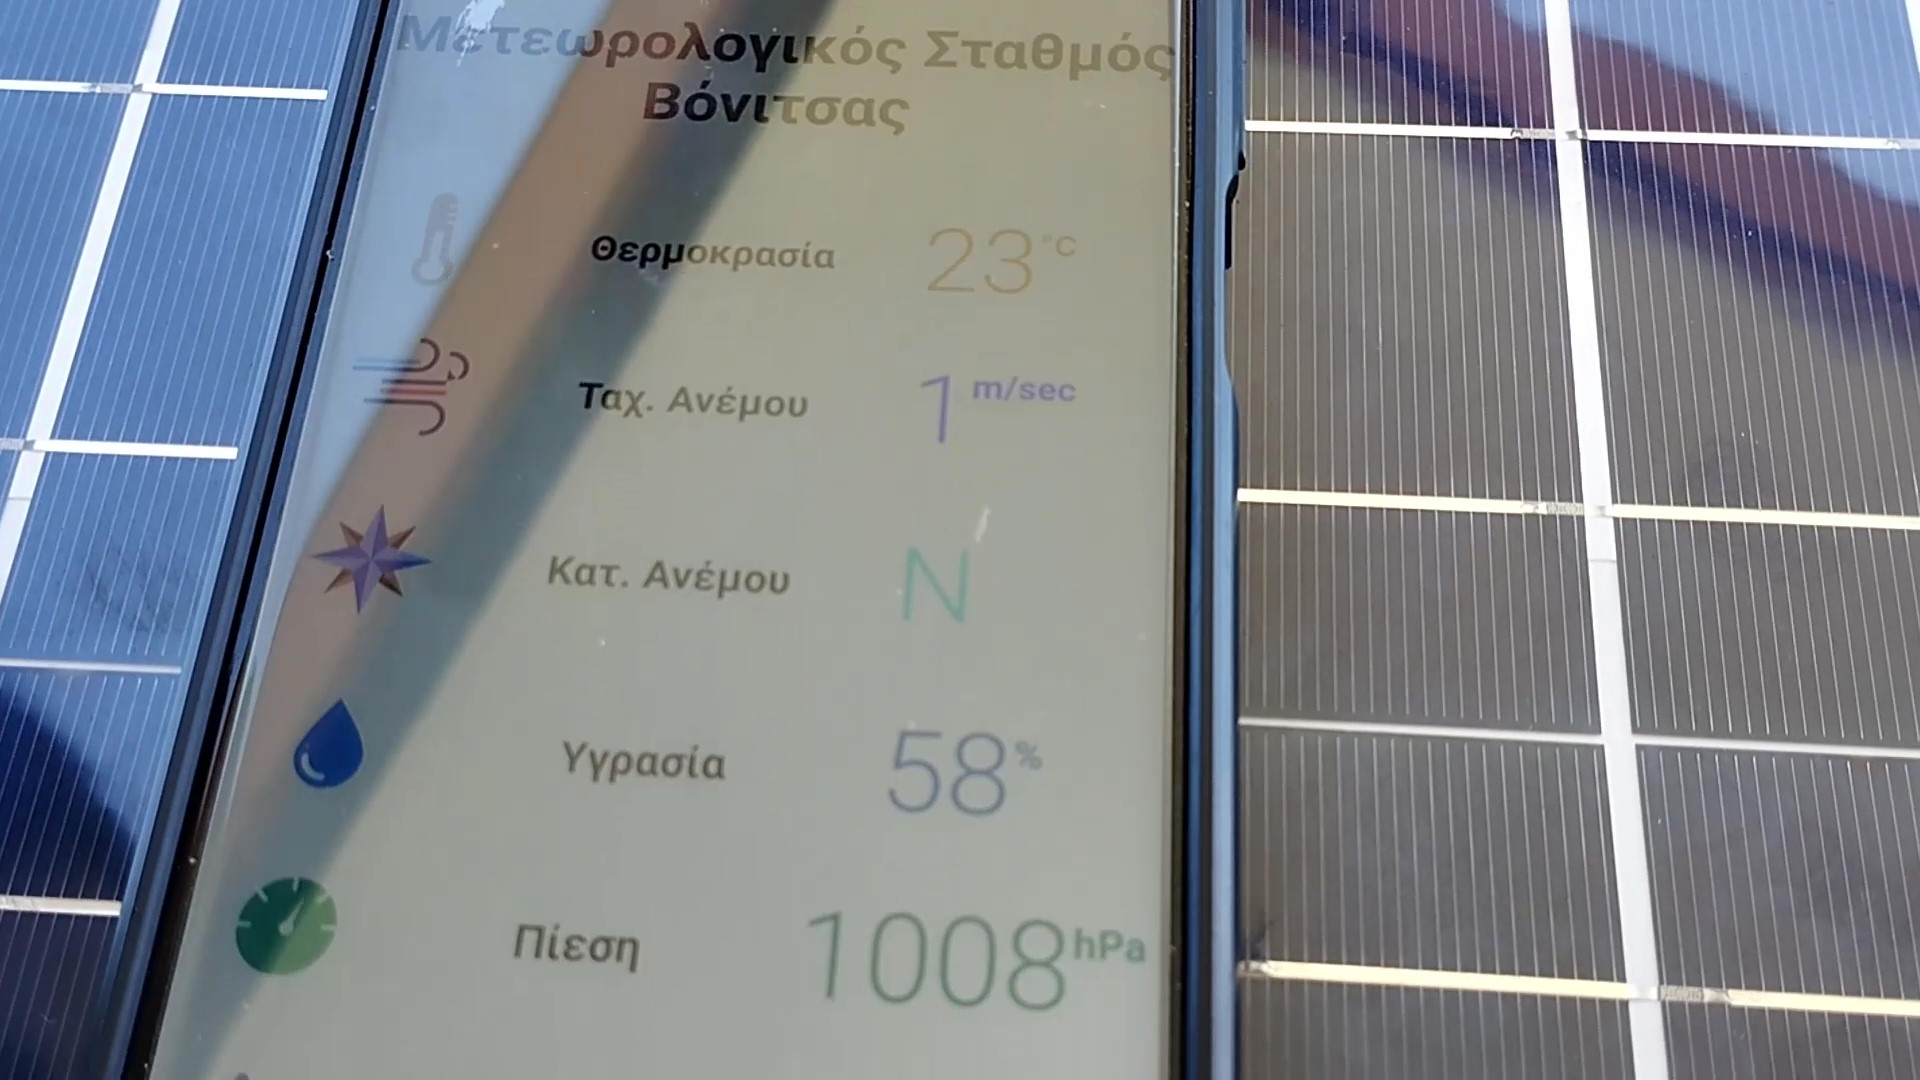 Μετεωρολογικός Σταθμός
Βόνιτσας
Θερμοκρασία 23 °C
Ταχ. Ανέμου 1 m/sec
Κατ. Ανέμου N
Υγρασία 58 %
Πίεση 1008 hPa